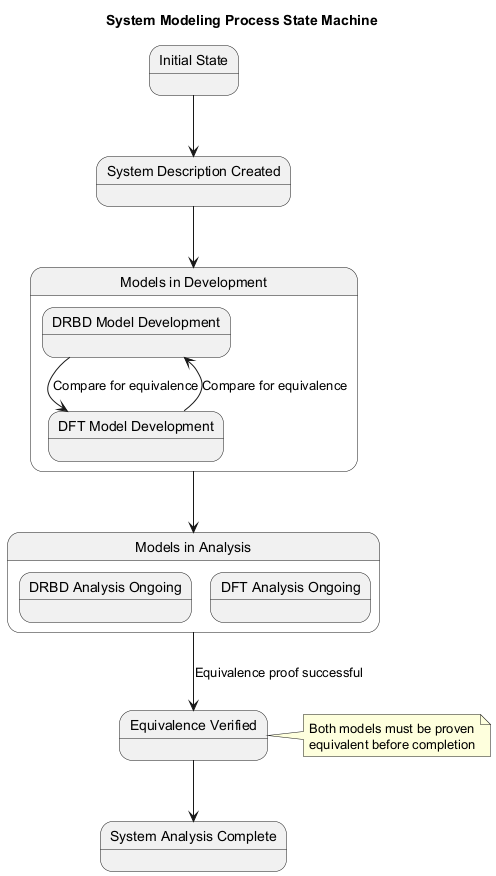 System Modeling Process State Machine
Initial State
System Description Created
Models in Development
DRBD Model Development
Compare for equivalence
Compare for equivalence
DFT Model Development
Models in Analysis
DRBD Analysis Ongoing
DFT Analysis Ongoing
Equivalence proof successful
Equivalence Verified
Both models must be proven
equivalent before completion
System Analysis Complete